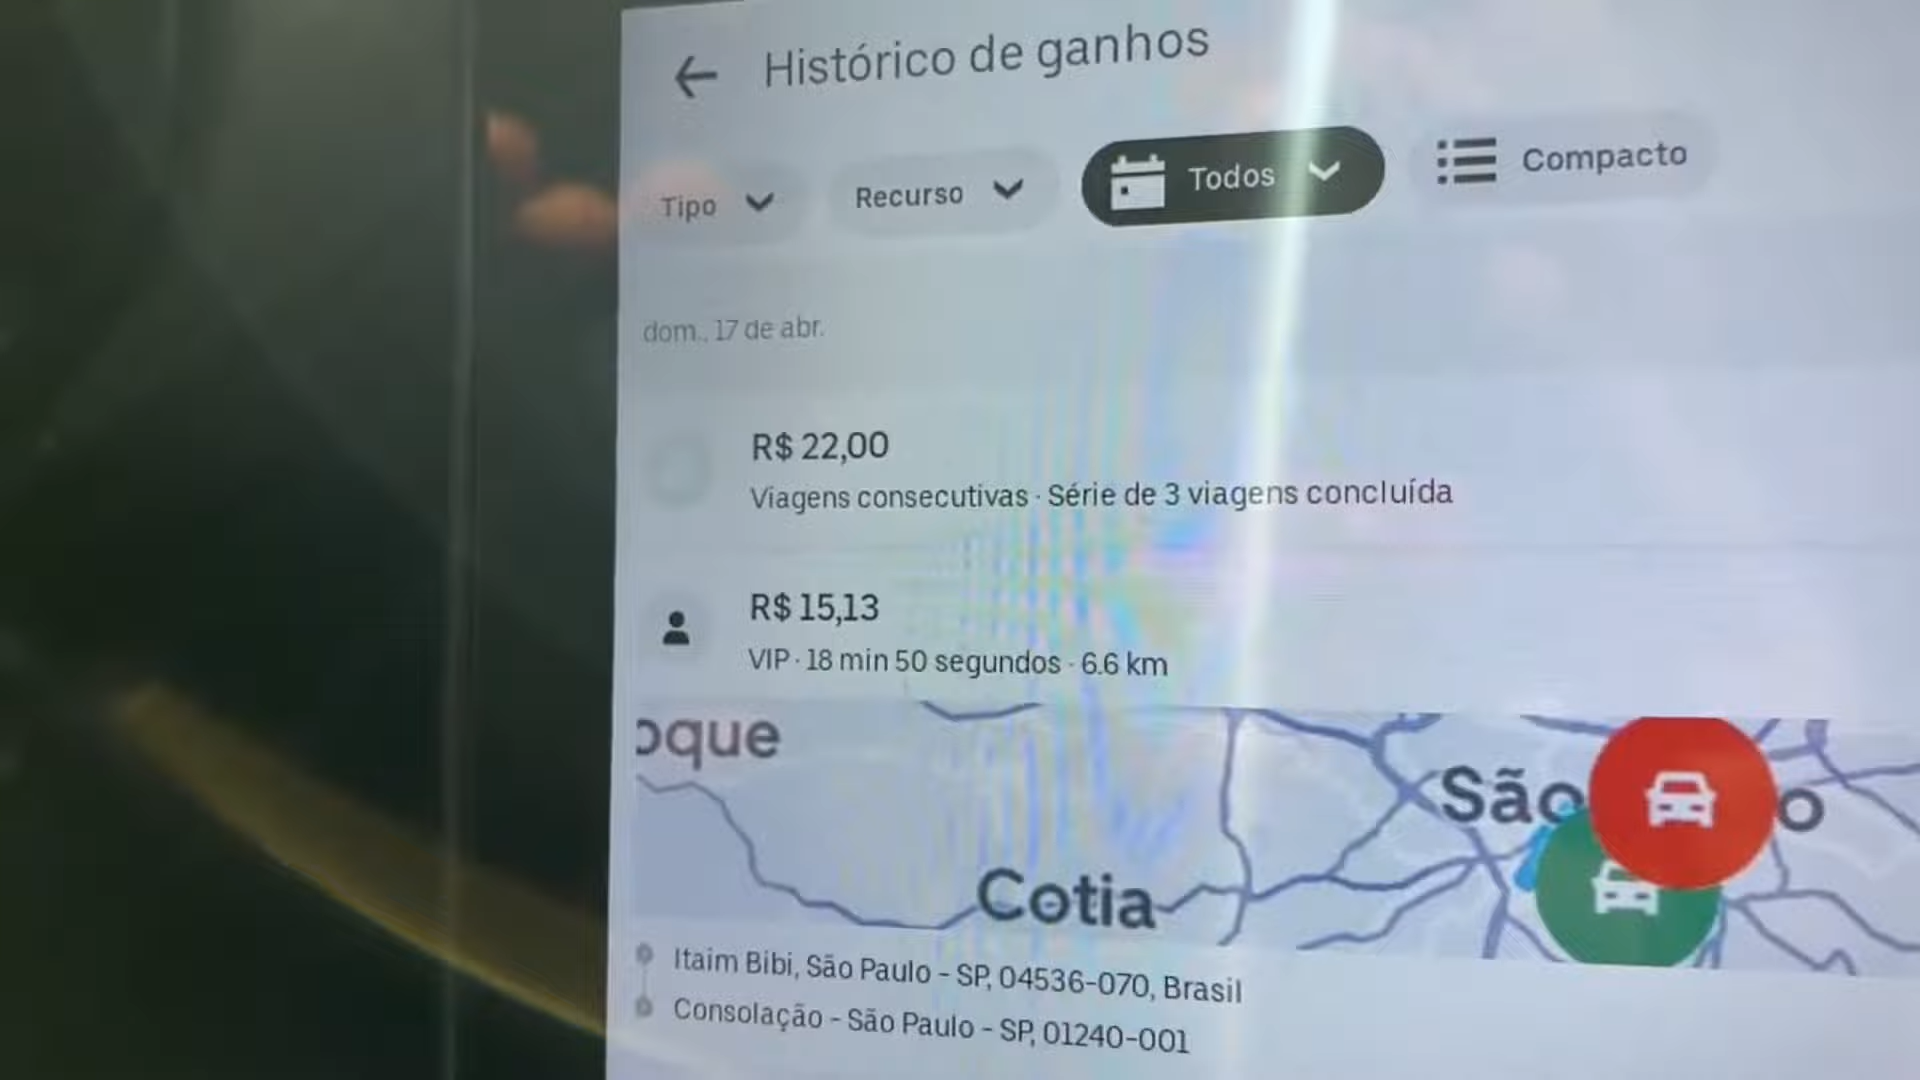 Histórico de ganhos
Tipo Recurso Todos Compacto
dom., 17 de abr.
R$ 22,00
Viagens consecutivas · Série de 3 viagens concluída
R$ 15,13
VIP · 18 min 50 segundos · 6.6 km
oque
São o
Cotia
Itaim Bibi, São Paulo - SP, 04536-070, Brasil
Consolação - São Paulo - SP, 01240-001